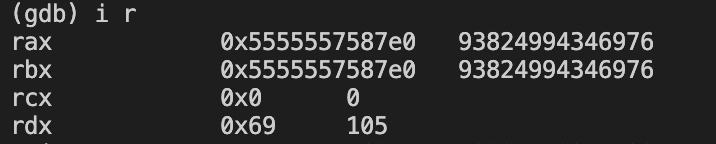 (gdb) i r
rax 0x5555557587e0 93824994346976
rbx 0x5555557587e0 93824994346976
rcx 0x0 0
rdx 0x69 105